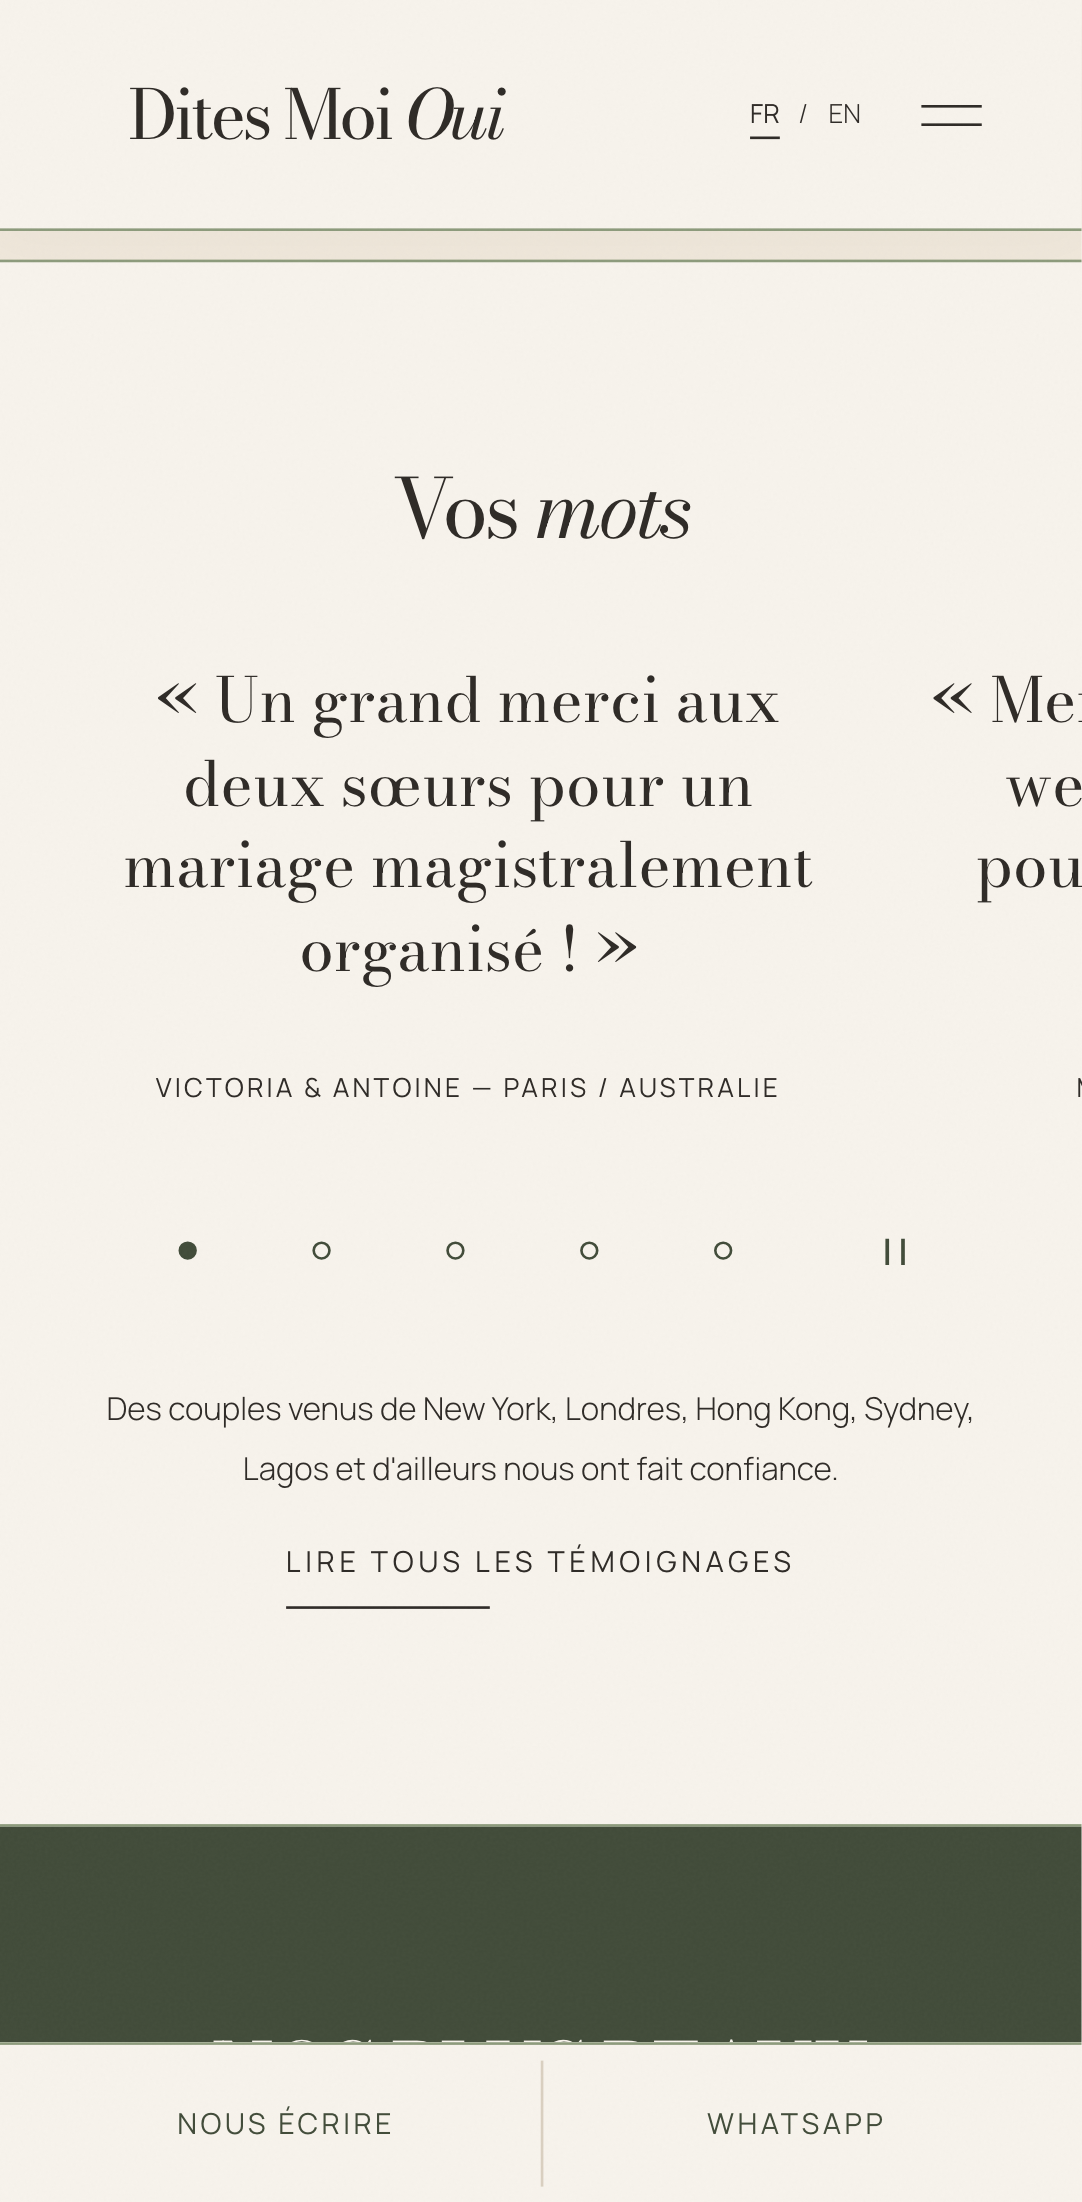 Dites Moi Oui
FR / EN
Vos mots
« Un grand merci aux
deux sœurs pour un
mariage magistralement
organisé ! »
VICTORIA & ANTOINE — PARIS / AUSTRALIE
Des couples venus de New York, Londres, Hong Kong, Sydney,
Lagos et d'ailleurs nous ont fait confiance.
LIRE TOUS LES TÉMOIGNAGES
NOUS ÉCRIRE
WHATSAPP